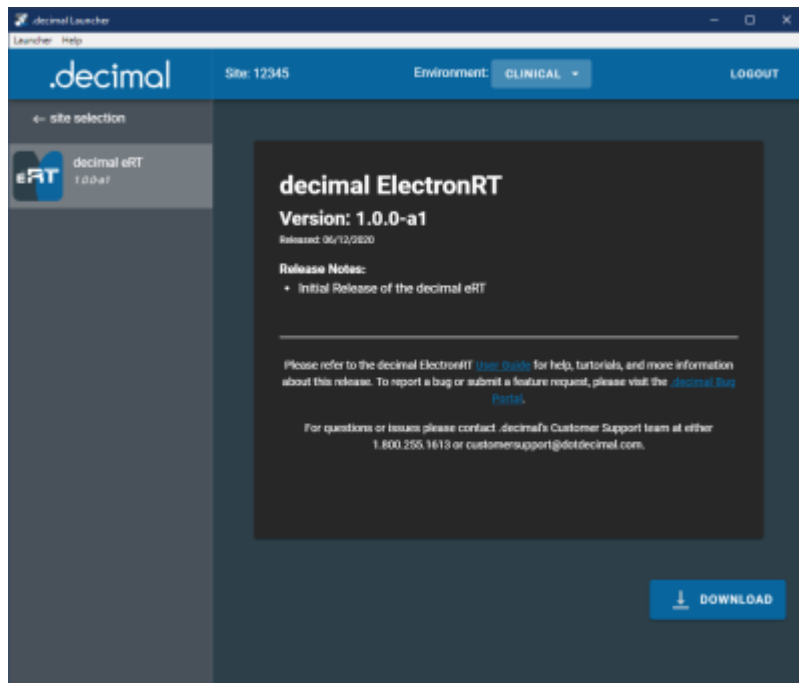 .decimal Launcher
Launcher Help
.decimal
Site: 12345
Environment:
CLINICAL
LOGOUT
← site selection
eRT
decimal eRT
1.0.0-a1
decimal ElectronRT
Version: 1.0.0-a1
Released: 06/12/2020
Release Notes:
• Initial Release of the decimal eRT
Please refer to the decimal ElectronRT User Guide for help, turtorials, and more information
about this release. To report a bug or submit a feature request, please visit the .decimal Bug
Portal.
For questions or issues please contact .decimal's Customer Support team at either
1.800.255.1613 or customersupport@dotdecimal.com.
DOWNLOAD